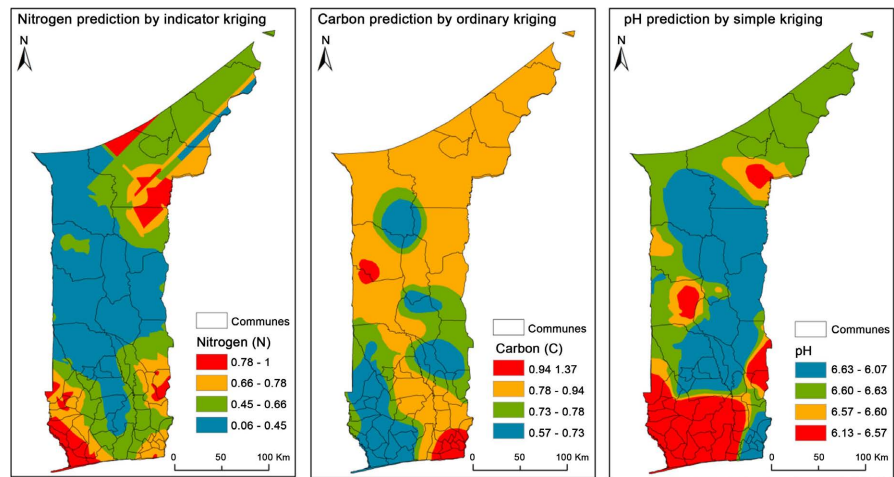 Nitrogen prediction by indicator kriging
N
Communes
Nitrogen (N)
0.78 - 1
0.66 - 0.78
0.45 - 0.66
0.06 - 0.45
0 50 100 Km
Carbon prediction by ordinary kriging
N
Communes
Carbon (C)
0.94 1.37
0.78 - 0.94
0.73 - 0.78
0.57 - 0.73
0 50 100 Km
pH prediction by simple kriging
N
Communes
pH
6.63 - 6.07
6.60 - 6.63
6.57 - 6.60
6.13 - 6.57
0 50 100 Km